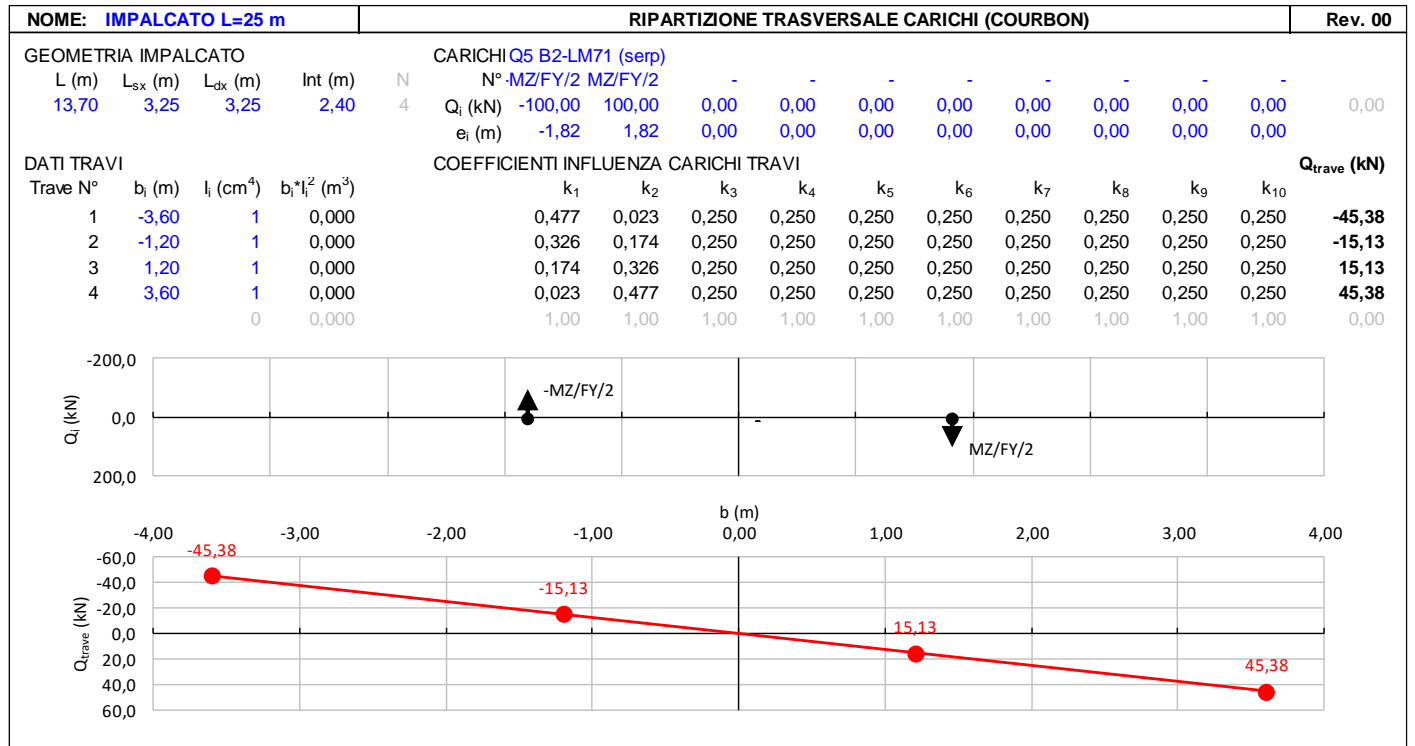 NOME: IMPALCATO L=25 m RIPARTIZIONE TRASVERSALE CARICHI (COURBON) Rev. 00
GEOMETRIA IMPALCATO CARICHI Q5 B2-LM71 (serp)
L (m) Lsx (m) Ldx (m) Int (m) N N° -MZ/FY/2 MZ/FY/2 - - - - - - - -
13,70 3,25 3,25 2,40 4 Qi (kN) -100,00 100,00 0,00 0,00 0,00 0,00 0,00 0,00 0,00 0,00 0,00
ei (m) -1,82 1,82 0,00 0,00 0,00 0,00 0,00 0,00 0,00 0,00
DATI TRAVI COEFFICIENTI INFLUENZA CARICHI TRAVI Qtrave (kN)
Trave N° bi (m) Ii (cm4) bi*Ii2 (m3) k1 k2 k3 k4 k5 k6 k7 k8 k9 k10
1 -3,60 1 0,000 0,477 0,023 0,250 0,250 0,250 0,250 0,250 0,250 0,250 0,250 -45,38
2 -1,20 1 0,000 0,326 0,174 0,250 0,250 0,250 0,250 0,250 0,250 0,250 0,250 -15,13
3 1,20 1 0,000 0,174 0,326 0,250 0,250 0,250 0,250 0,250 0,250 0,250 0,250 15,13
4 3,60 1 0,000 0,023 0,477 0,250 0,250 0,250 0,250 0,250 0,250 0,250 0,250 45,38
0 0,000 1,00 1,00 1,00 1,00 1,00 1,00 1,00 1,00 1,00 1,00 0,00
-200,0
-MZ/FY/2
0,0
-
MZ/FY/2
200,0
Qi (kN)
b (m)
-4,00 -3,00 -2,00 -1,00 0,00 1,00 2,00 3,00 4,00
-45,38
-60,0
-40,0
-15,13
-20,0
15,13
0,0
20,0
45,38
40,0
60,0
Qtrave (kN)